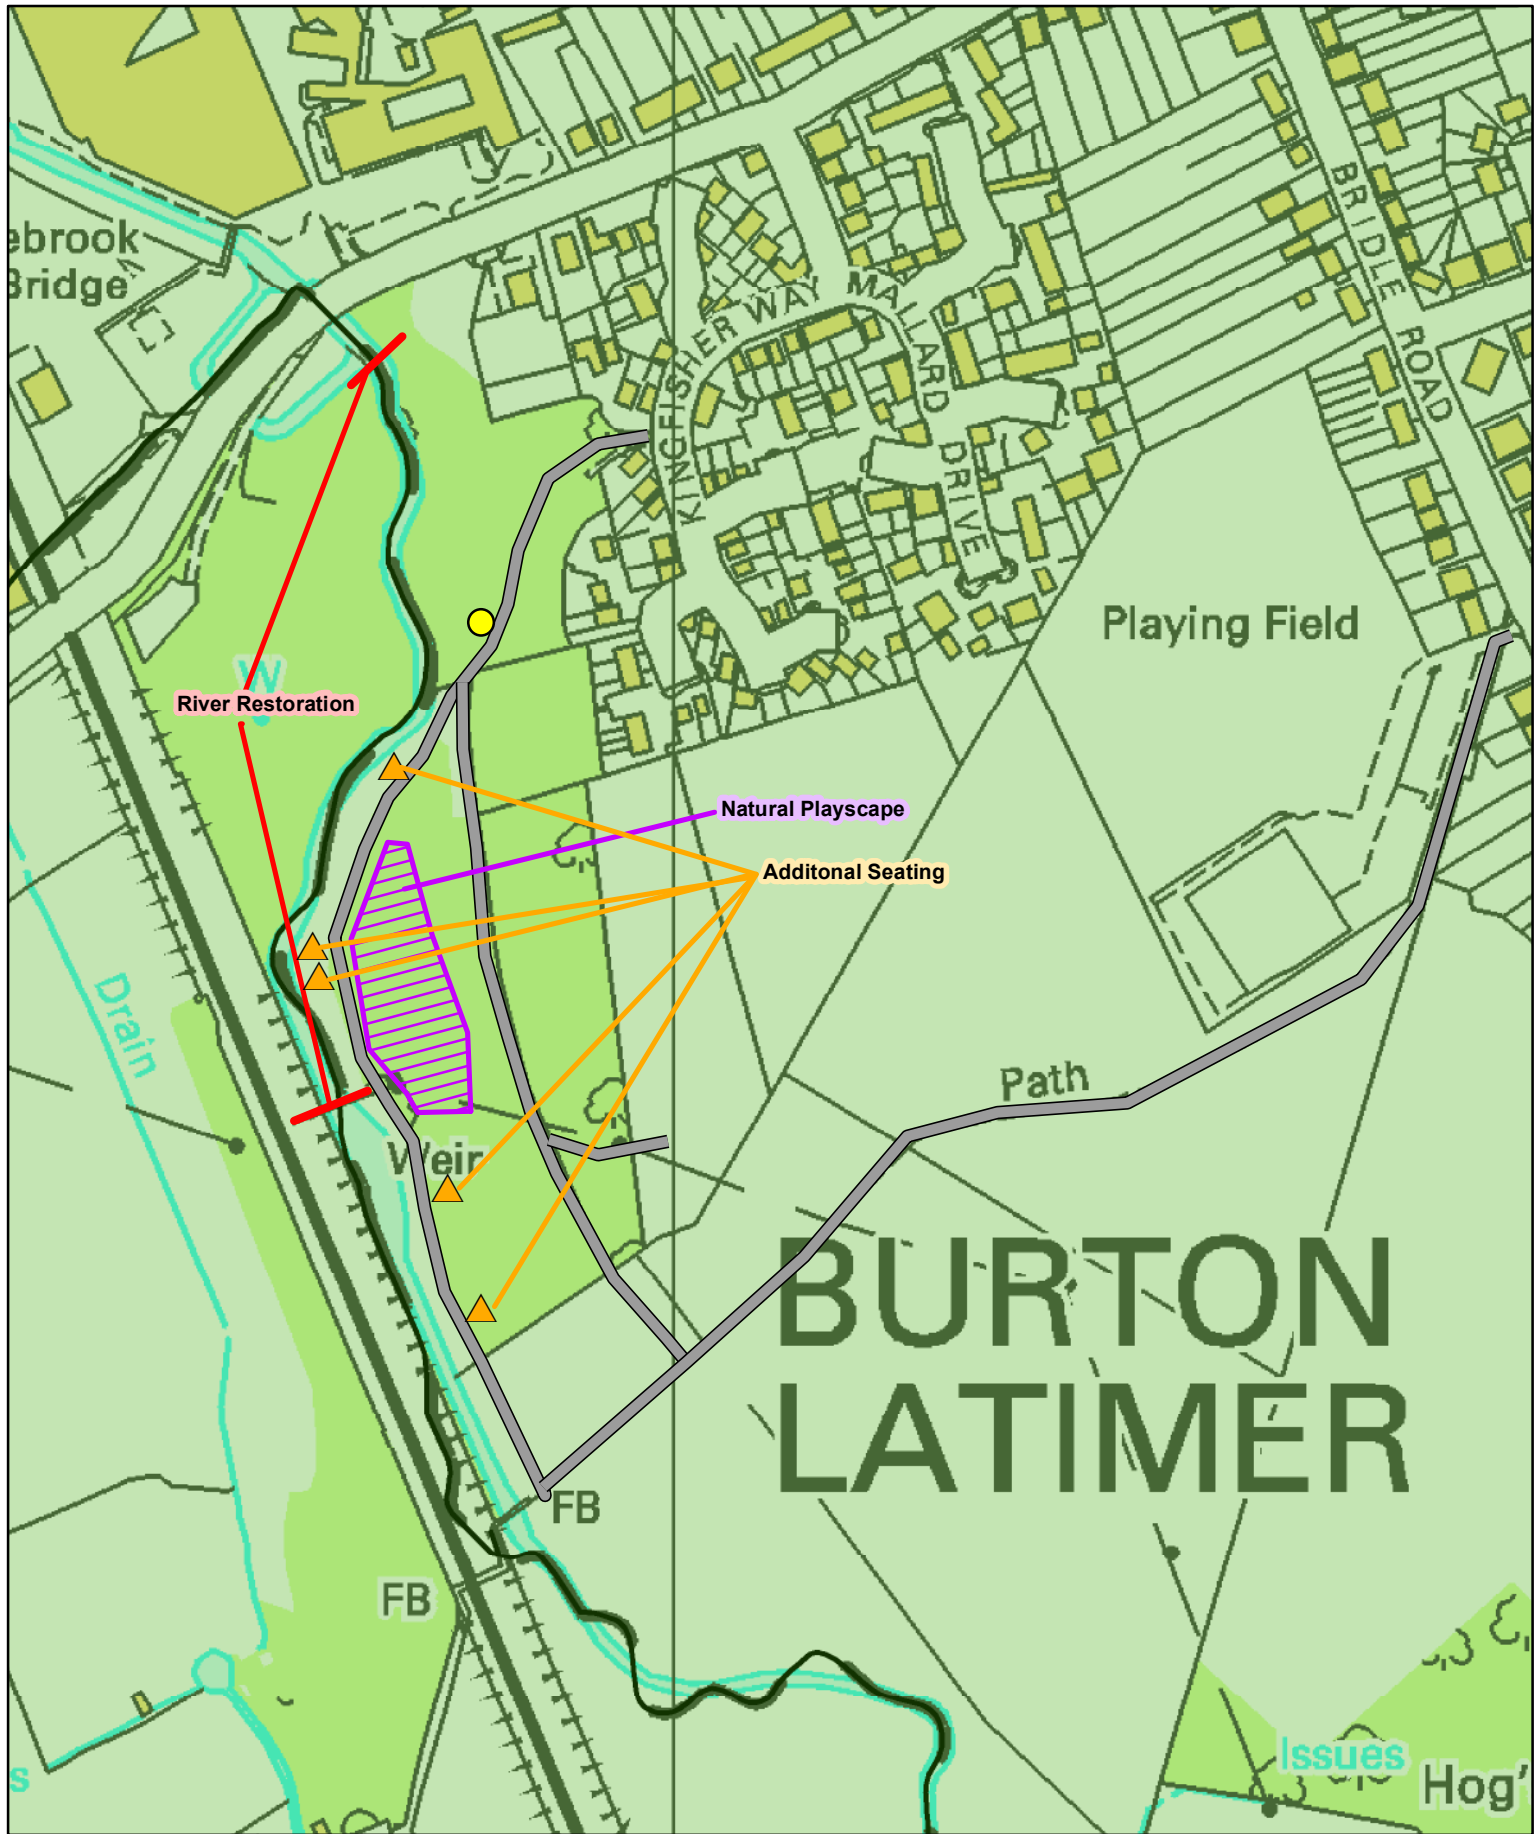 ebrook
Bridge
KINGFISHER WAY
MALLARD DRIVE
BRIDLE ROAD
Playing Field
W
River Restoration
Natural Playscape
Additonal Seating
Drain
Path
Weir
BURTON
LATIMER
FB
FB
Issues
Hog'
s